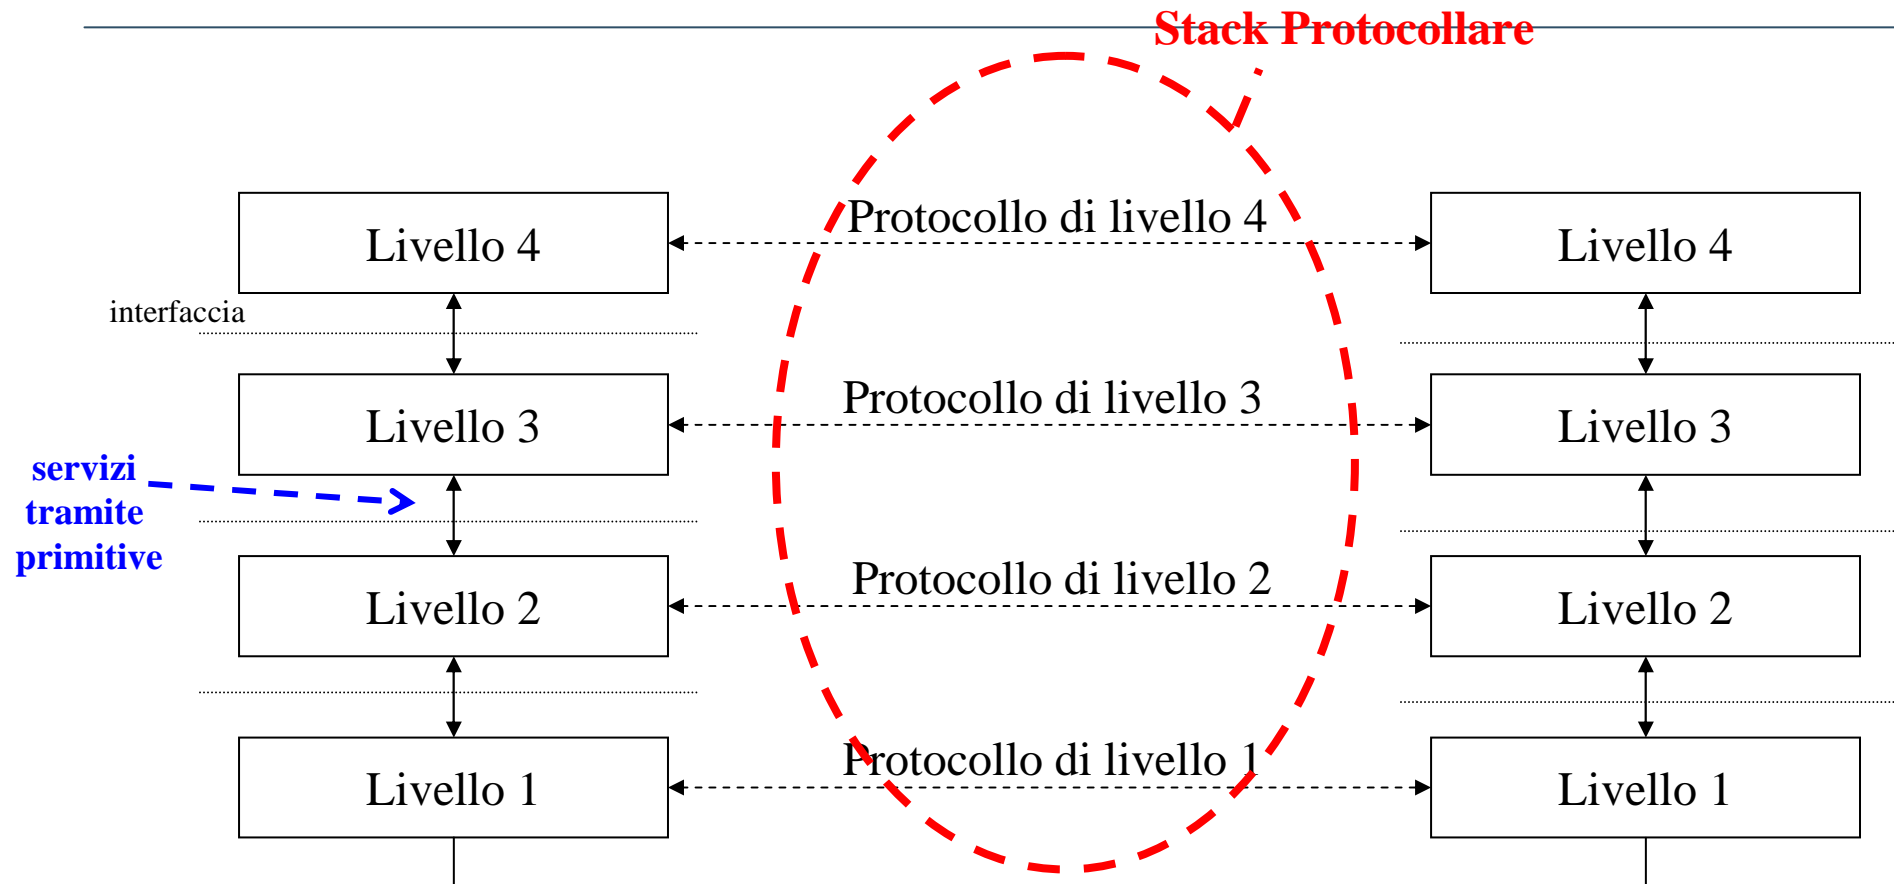 Stack Protocollare
Livello 4
Protocollo di livello 4
Livello 4
interfaccia
Livello 3
Protocollo di livello 3
Livello 3
servizi
tramite
primitive
Livello 2
Protocollo di livello 2
Livello 2
Livello 1
Protocollo di livello 1
Livello 1